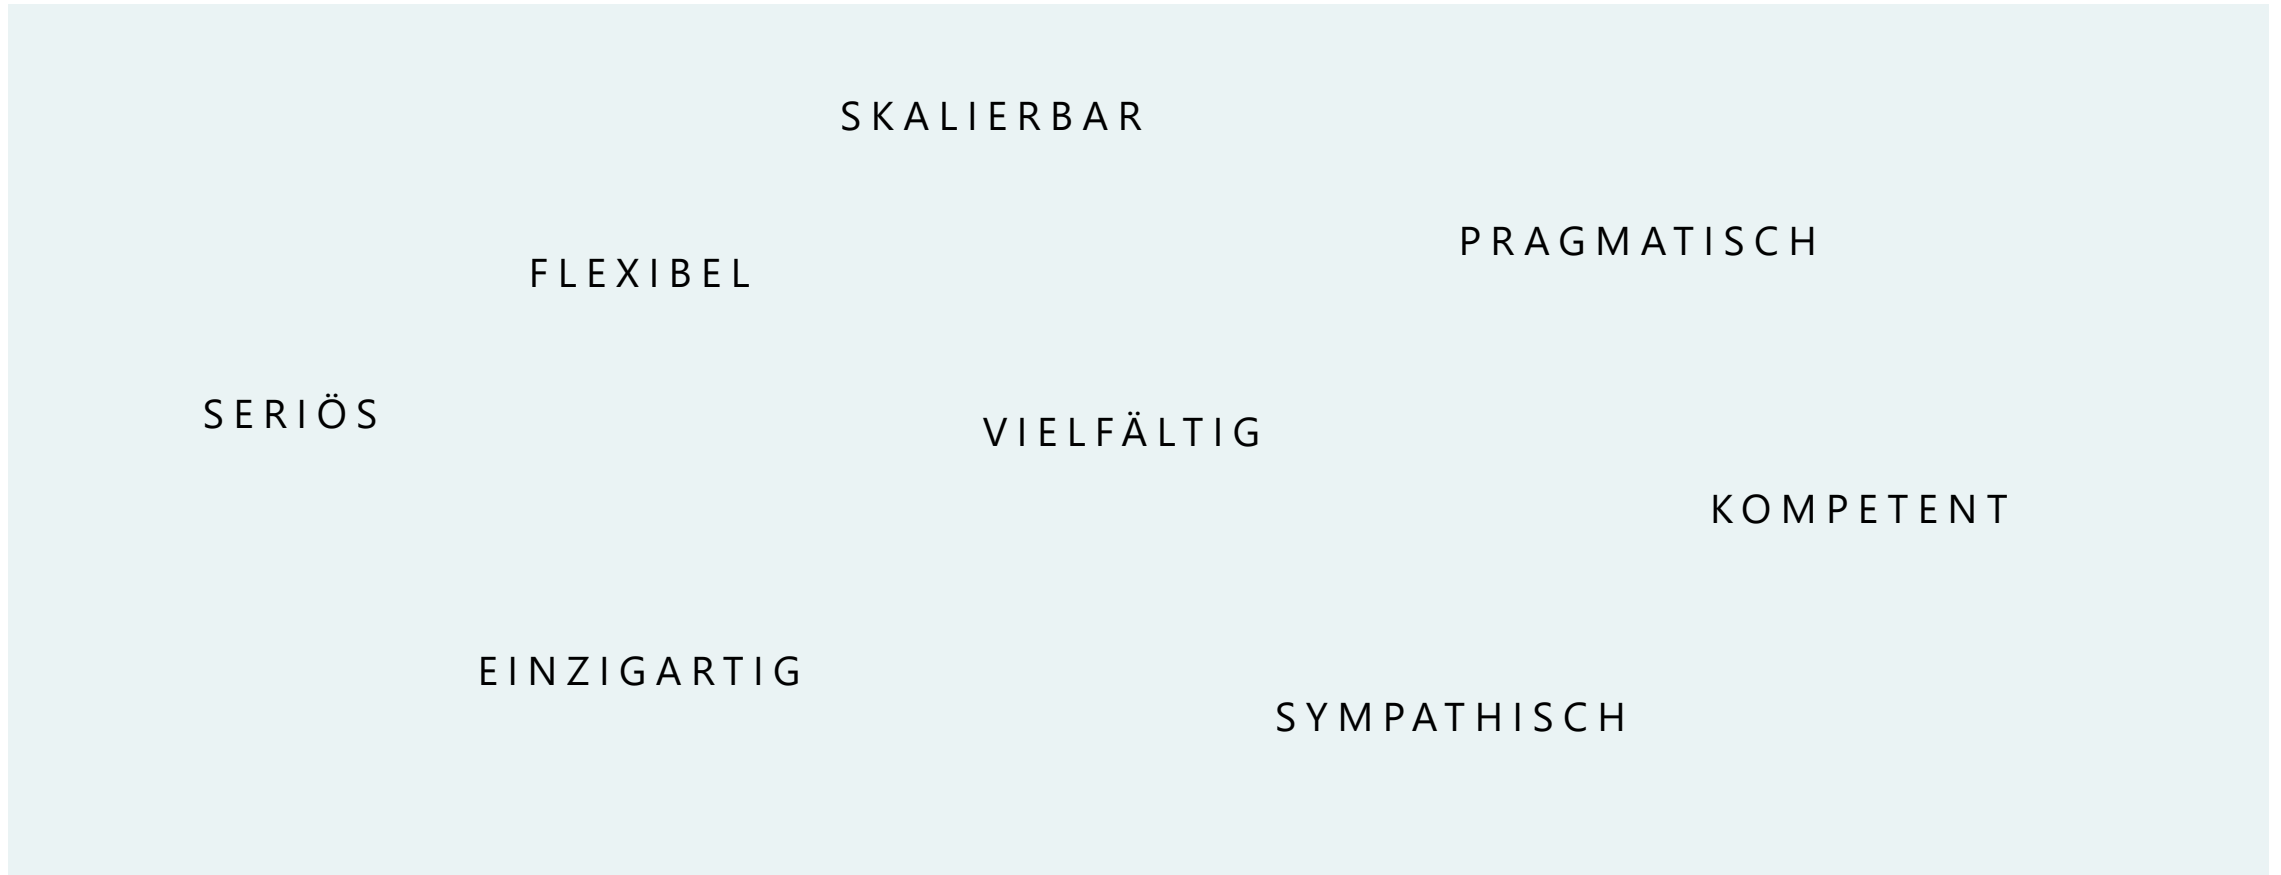 SKALIERBAR
PRAGMATISCH
FLEXIBEL
SERIÖS
VIELFÄLTIG
KOMPETENT
EINZIGARTIG
SYMPATHISCH